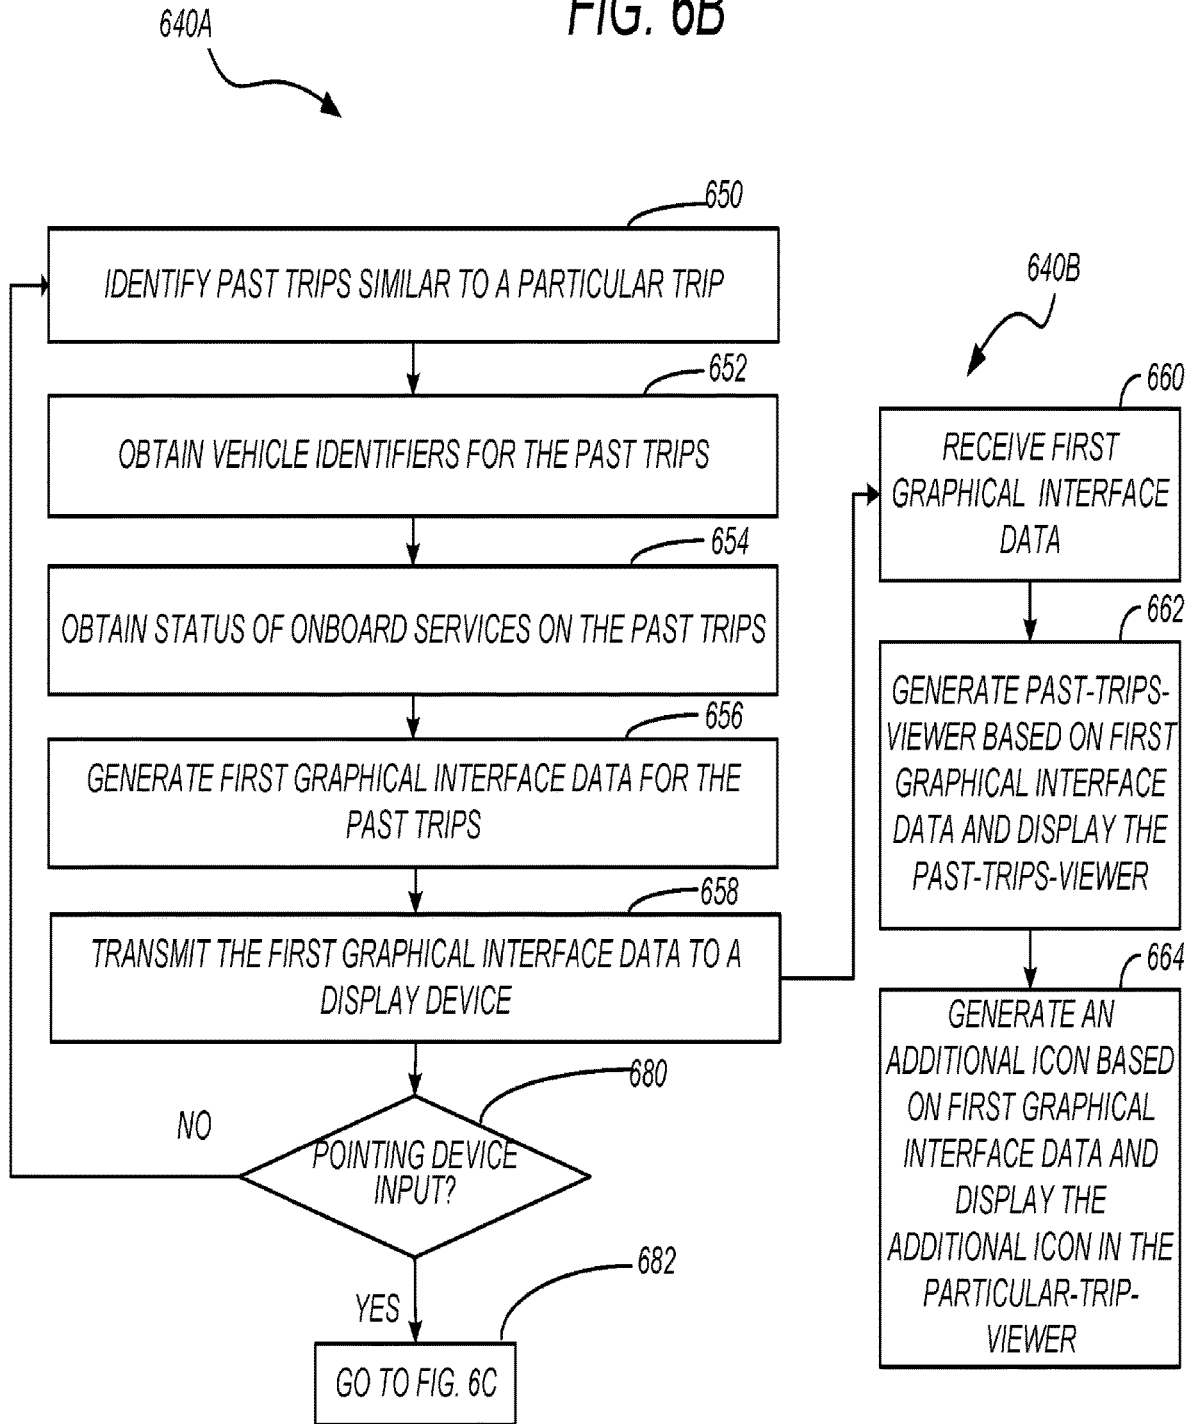 FIG. 6B
640A
650
IDENTIFY PAST TRIPS SIMILAR TO A PARTICULAR TRIP
652
OBTAIN VEHICLE IDENTIFIERS FOR THE PAST TRIPS
654
OBTAIN STATUS OF ONBOARD SERVICES ON THE PAST TRIPS
656
GENERATE FIRST GRAPHICAL INTERFACE DATA FOR THE
PAST TRIPS
658
TRANSMIT THE FIRST GRAPHICAL INTERFACE DATA TO A
DISPLAY DEVICE
680
POINTING DEVICE
INPUT?
NO
YES
682
GO TO FIG. 6C
640B
660
RECEIVE FIRST
GRAPHICAL INTERFACE
DATA
662
GENERATE PAST-TRIPS-
VIEWER BASED ON FIRST
GRAPHICAL INTERFACE
DATA AND DISPLAY THE
PAST-TRIPS-VIEWER
664
GENERATE AN
ADDITIONAL ICON BASED
ON FIRST GRAPHICAL
INTERFACE DATA AND
DISPLAY THE
ADDITIONAL ICON IN THE
PARTICULAR-TRIP-
VIEWER